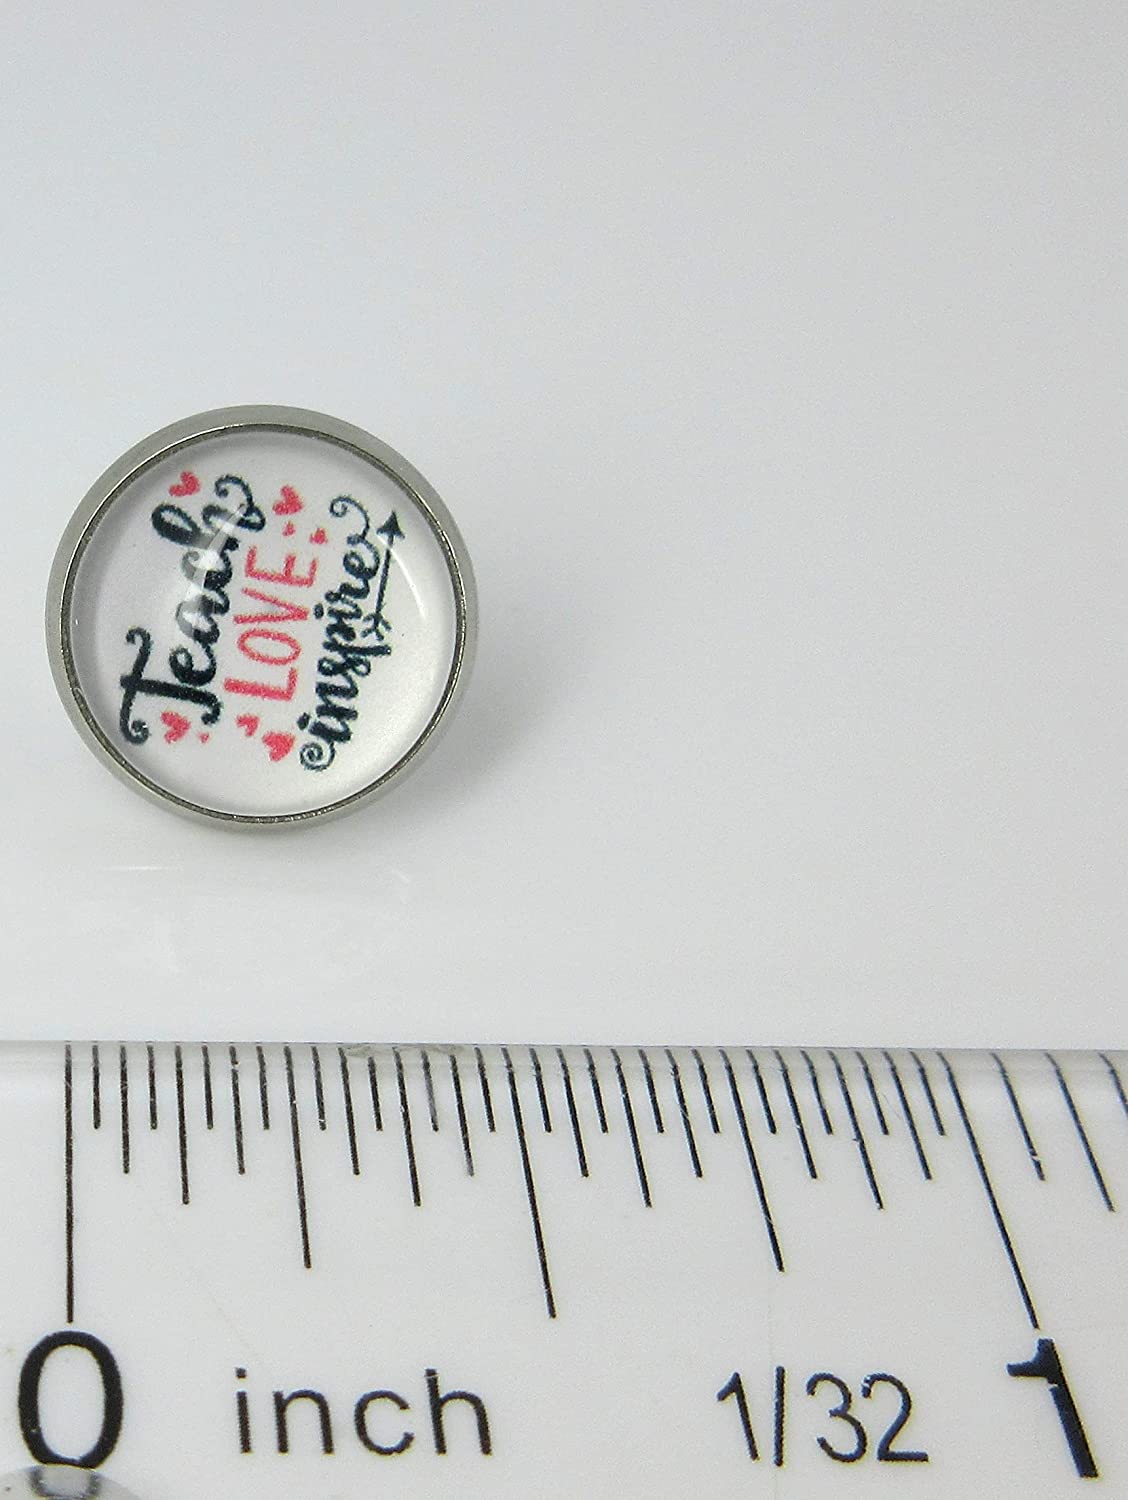 Teach
LOVE
inspire
0 inch 1/32 1